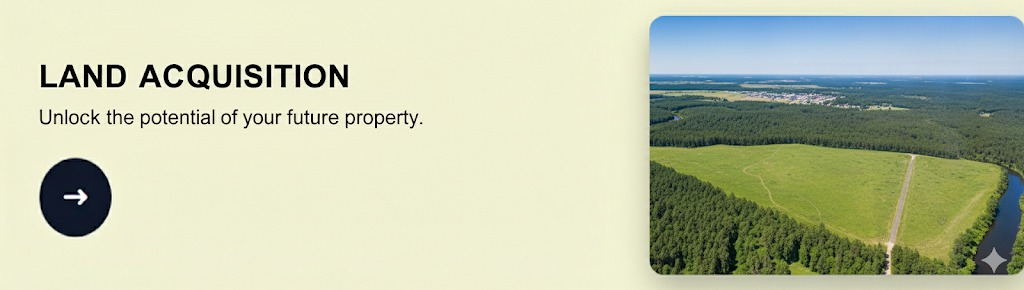 LAND ACQUISITION
Unlock the potential of your future property.